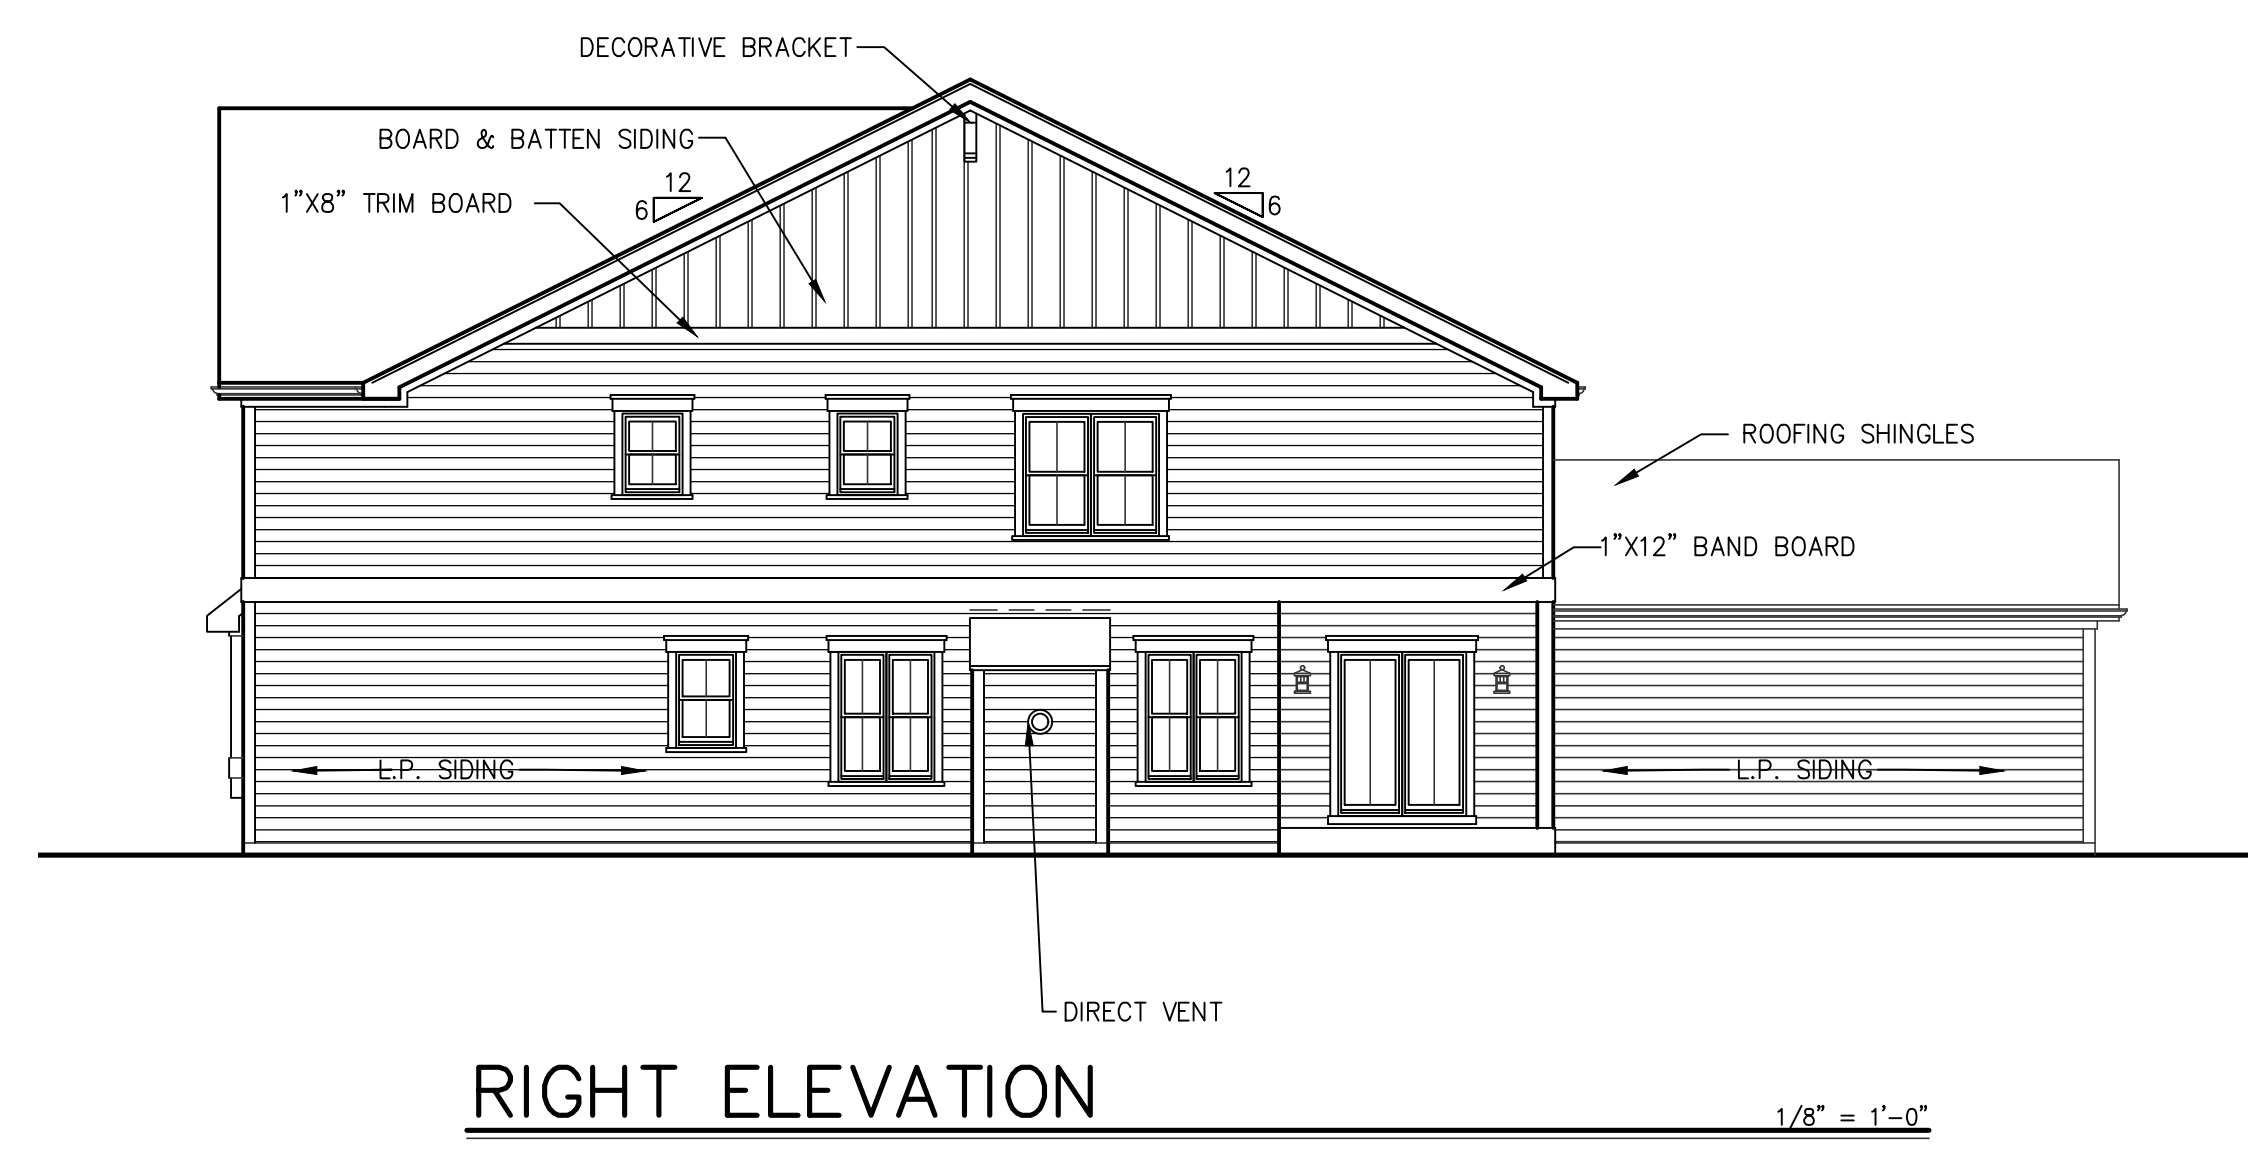 DECORATIVE BRACKET
BOARD & BATTEN SIDING
12
6
12
6
1"X8" TRIM BOARD
ROOFING SHINGLES
1"X12" BAND BOARD
L.P. SIDING
L.P. SIDING
DIRECT VENT
RIGHT ELEVATION
1/8" = 1'-0"